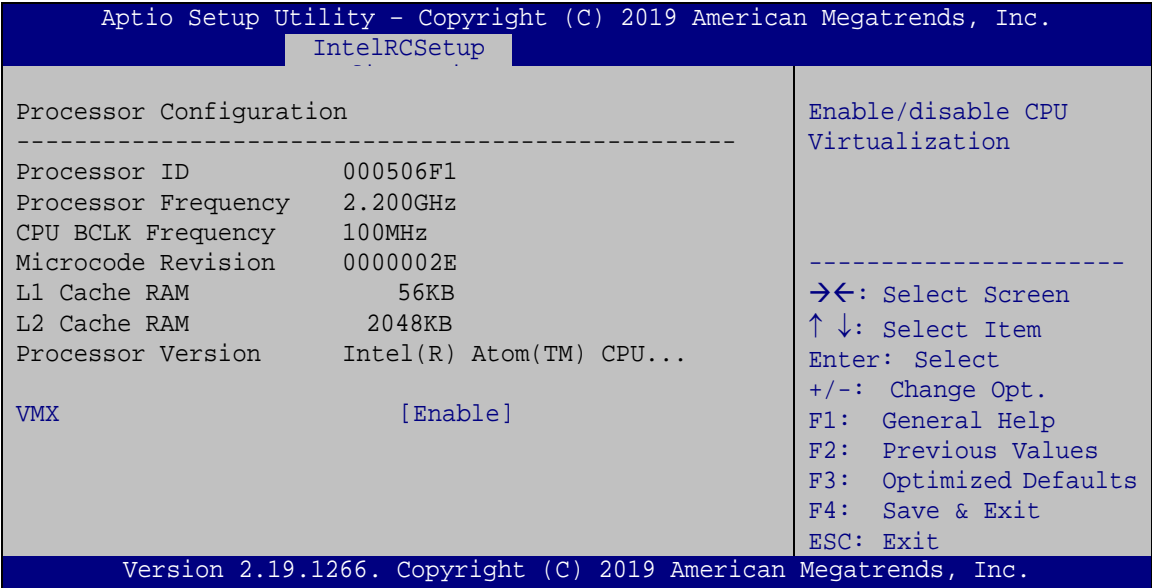 Aptio Setup Utility – Copyright (C) 2019 American Megatrends, Inc.
IntelRCSetup
Processor Configuration
--------------------------------------------------
Processor ID 000506F1
Processor Frequency 2.200GHz
CPU BCLK Frequency 100MHz
Microcode Revision 0000002E
L1 Cache RAM 56KB
L2 Cache RAM 2048KB
Processor Version Intel(R) Atom(TM) CPU...
VMX [Enable]
Enable/disable CPU
Virtualization
----------------------
→←: Select Screen
↑ ↓: Select Item
Enter: Select
+/-: Change Opt.
F1: General Help
F2: Previous Values
F3: Optimized Defaults
F4: Save & Exit
ESC: Exit
Version 2.19.1266. Copyright (C) 2019 American Megatrends, Inc.